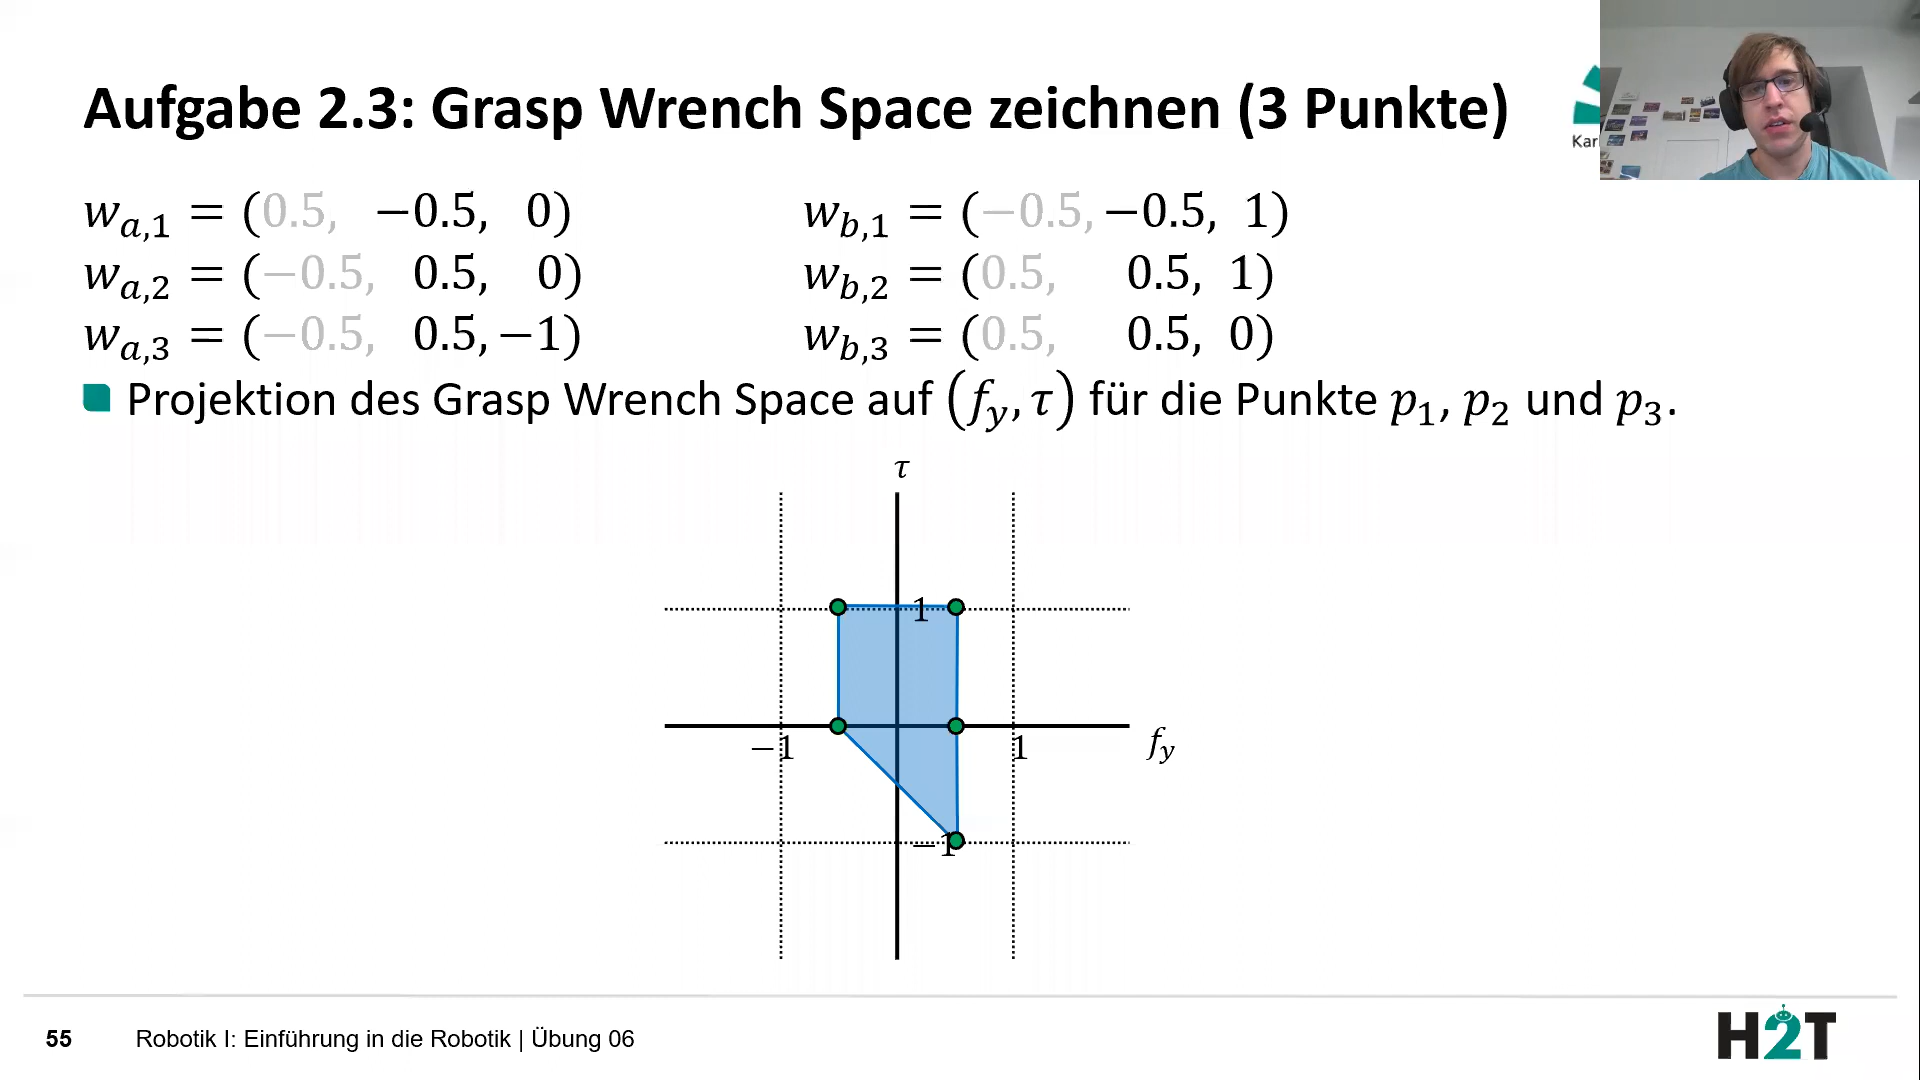 Aufgabe 2.3: Grasp Wrench Space zeichnen (3 Punkte)
Kar
w_{a,1} = (0.5, −0.5, 0)
w_{b,1} = (−0.5, −0.5, 1)
w_{a,2} = (−0.5, 0.5, 0)
w_{b,2} = (0.5, 0.5, 1)
w_{a,3} = (−0.5, 0.5, −1)
w_{b,3} = (0.5, 0.5, 0)
Projektion des Grasp Wrench Space auf (f_y, τ) für die Punkte p_1, p_2 und p_3.
τ
1
−1
1
f_y
−1
55
Robotik I: Einführung in die Robotik | Übung 06
H2T